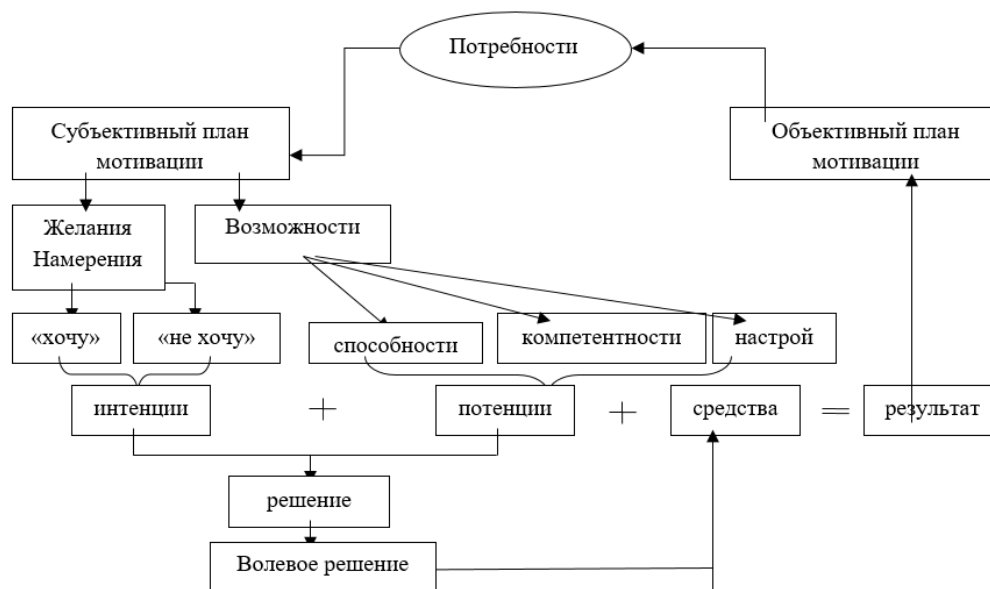 Потребности
Субъективный план
мотивации
Объективный план
мотивации
Желания
Намерения
Возможности
«хочу»
«не хочу»
способности
компетентности
настрой
интенции
+
потенции
+
средства
=
результат
решение
Волевое решение